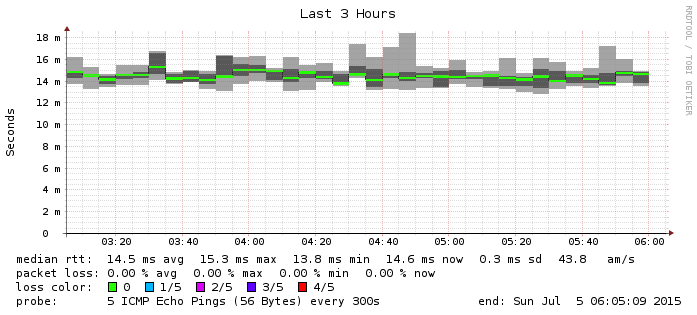 Last 3 Hours
RRDTOOL / TOBI OETIKER
Seconds
18 m
16 m
14 m
12 m
10 m
8 m
6 m
4 m
2 m
0
03:20 03:40 04:00 04:20 04:40 05:00 05:20 05:40 06:00
median rtt: 14.5 ms avg 15.3 ms max 13.8 ms min 14.6 ms now 0.3 ms sd 43.8 am/s
packet loss: 0.00 % avg 0.00 % max 0.00 % min 0.00 % now
loss color: 0 1/5 2/5 3/5 4/5
probe: 5 ICMP Echo Pings (56 Bytes) every 300s end: Sun Jul 5 06:05:09 2015